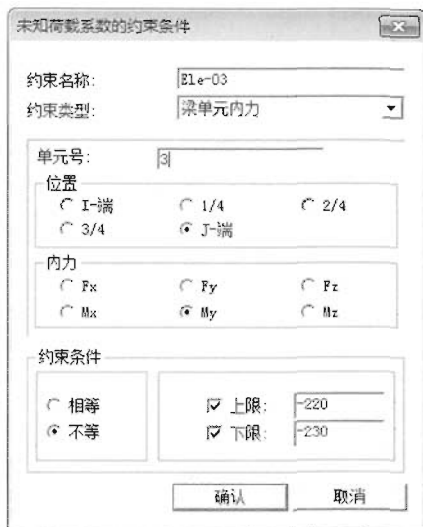 未知荷载系数的约束条件
约束名称: Ele-03
约束类型: 梁单元内力
单元号: 3
位置
I-端 1/4 2/4
3/4 J-端
内力
Fx Fy Fz
Mx My Mz
约束条件
相等 上限: -220
不等 下限: -230
确认 取消